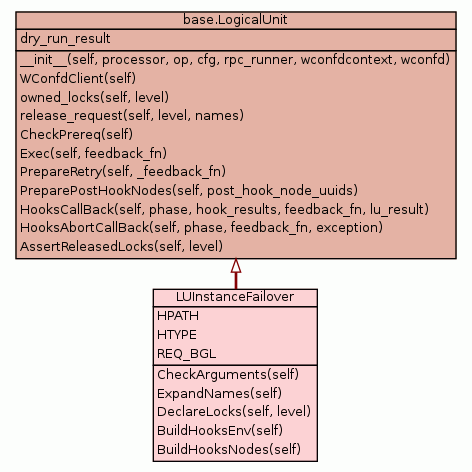 base.LogicalUnit
dry_run_result
__init__(self, processor, op, cfg, rpc_runner, wconfdcontext, wconfd)
WConfdClient(self)
owned_locks(self, level)
release_request(self, level, names)
CheckPrereq(self)
Exec(self, feedback_fn)
PrepareRetry(self, _feedback_fn)
PreparePostHookNodes(self, post_hook_node_uuids)
HooksCallBack(self, phase, hook_results, feedback_fn, lu_result)
HooksAbortCallBack(self, phase, feedback_fn, exception)
AssertReleasedLocks(self, level)
LUInstanceFailover
HPATH
HTYPE
REQ_BGL
CheckArguments(self)
ExpandNames(self)
DeclareLocks(self, level)
BuildHooksEnv(self)
BuildHooksNodes(self)